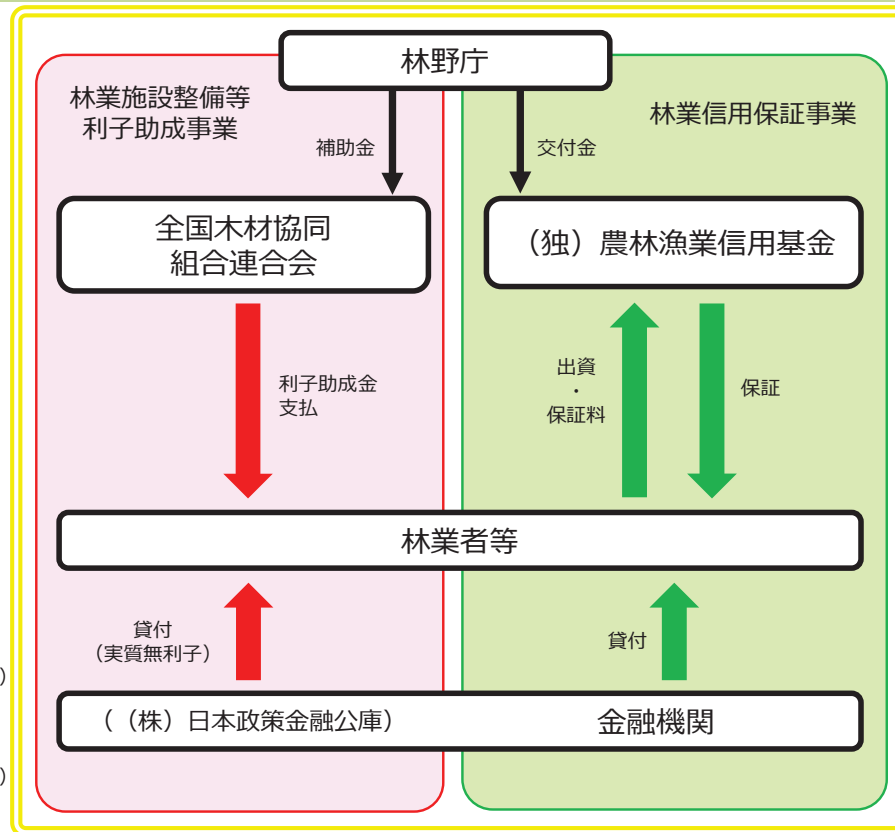 林野庁
林業施設整備等
利子助成事業
林業信用保証事業
補助金
交付金
全国木材協同
組合連合会
（独）農林漁業信用基金
利子助成金
支払
出資
・
保証料
保証
林業者等
貸付
（実質無利子）
貸付
）
（（株）日本政策金融公庫）
金融機関
）